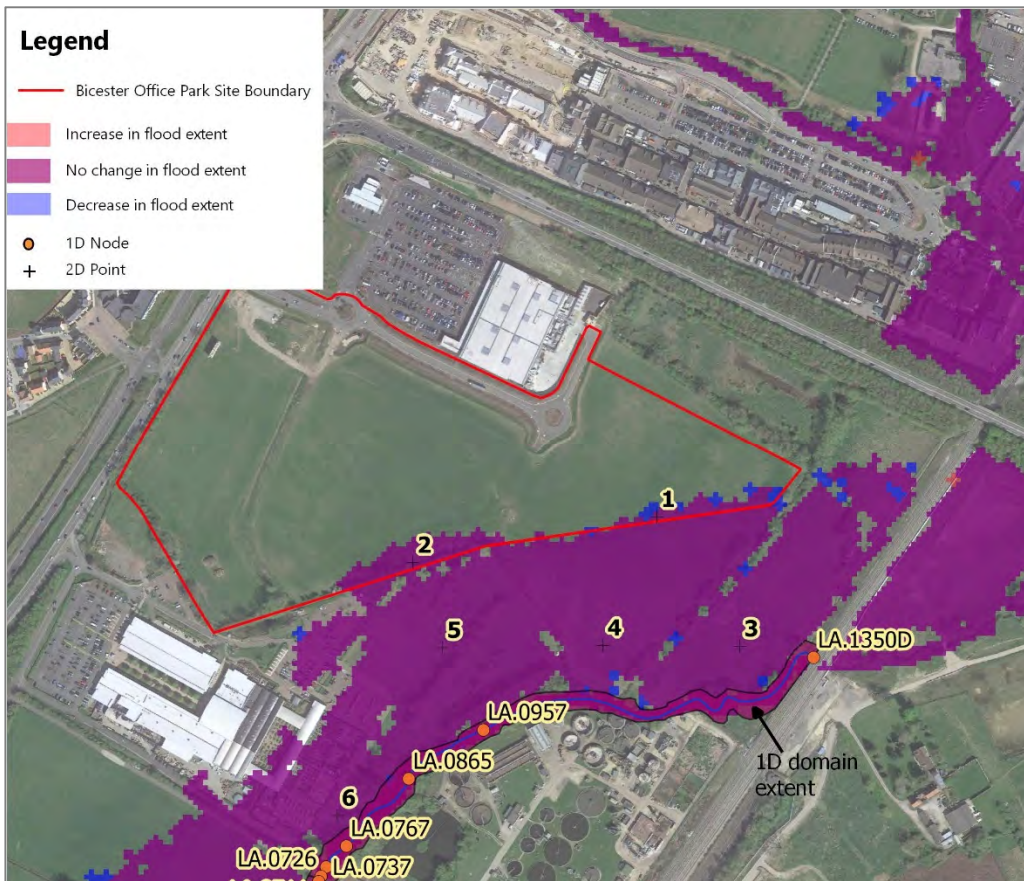 Legend
Bicester Office Park Site Boundary
Increase in flood extent
No change in flood extent
Decrease in flood extent
1D Node
2D Point
1
2
5
4
3
LA.1350D
LA.0957
1D domain
extent
LA.0865
6
LA.0767
LA.0726
LA.0737